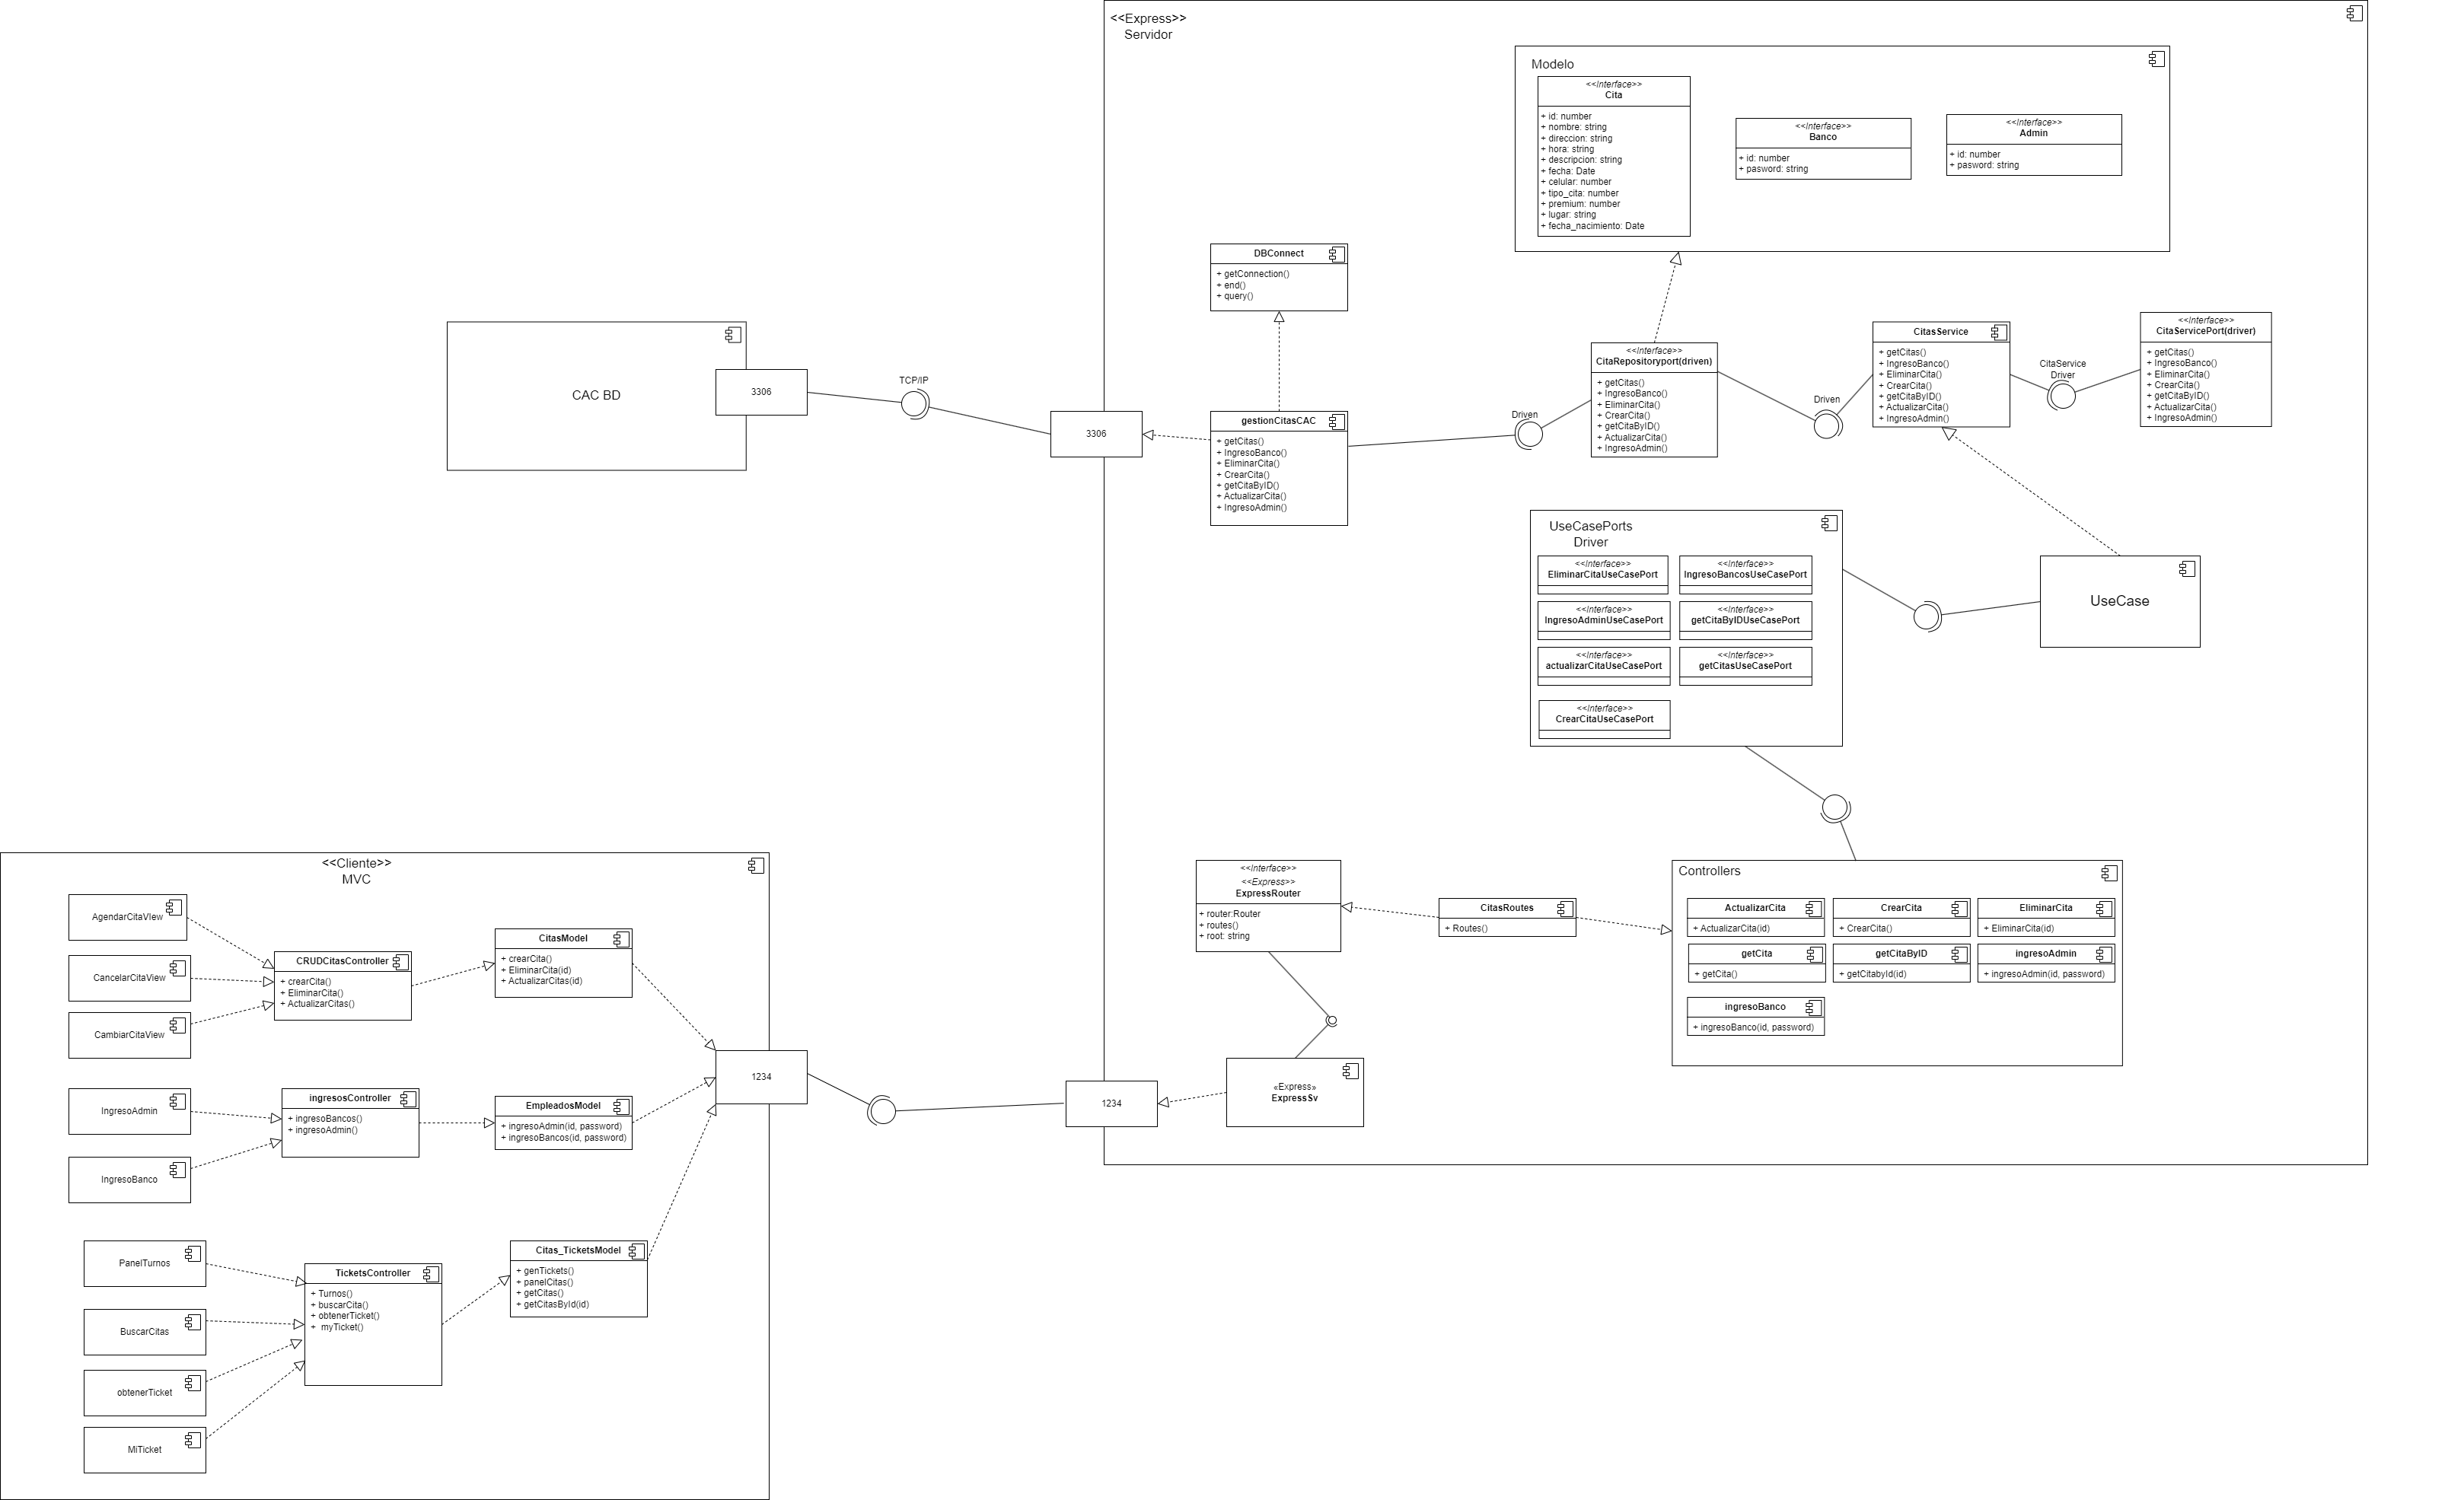 <<Express>>
Servidor
Modelo
<<Interface>>
Cita
+ id: number
+ nombre: string
+ direccion: string
+ hora: string
+ descripcion: string
+ fecha: Date
+ celular: number
+ tipo_cita: number
+ premium: number
+ lugar: string
+ fecha_nacimiento: Date
<<Interface>>
Banco
+ id: number
+ pasword: string
<<Interface>>
Admin
+ id: number
+ pasword: string
DBConnect
+ getConnection()
+ end()
+ query()
CAC BD
3306
TCP/IP
3306
gestionCitasCAC
+ getCitas()
+ IngresoBanco()
+ EliminarCita()
+ CrearCita()
+ getCitaByID()
+ ActualizarCita()
+ IngresoAdmin()
Driven
<<Interface>>
CitaRepositoryport(driven)
+ getCitas()
+ IngresoBanco()
+ EliminarCita()
+ CrearCita()
+ getCitaByID()
+ ActualizarCita()
+ IngresoAdmin()
Driven
CitasService
+ getCitas()
+ IngresoBanco()
+ EliminarCita()
+ CrearCita()
+ getCitaByID()
+ ActualizarCita()
+ IngresoAdmin()
CitaService
Driver
<<Interface>>
CitaServicePort(driver)
+ getCitas()
+ IngresoBanco()
+ EliminarCita()
+ CrearCita()
+ getCitaByID()
+ ActualizarCita()
+ IngresoAdmin()
UseCasePorts
Driver
<<Interface>>
EliminarCitaUseCasePort
<<Interface>>
IngresoBancosUseCasePort
<<Interface>>
IngresoAdminUseCasePort
<<Interface>>
getCitaByIDUseCasePort
<<Interface>>
actualizarCitaUseCasePort
<<Interface>>
getCitasUseCasePort
<<Interface>>
CrearCitaUseCasePort
UseCase
<<Interface>>
<<Express>>
ExpressRouter
+ router:Router
+ routes()
+ root: string
CitasRoutes
+ Routes()
Controllers
ActualizarCita
+ ActualizarCita(id)
CrearCita
+ CrearCita()
EliminarCita
+ EliminarCita(id)
getCita
+ getCita()
getCitaByID
+ getCitabyId(id)
ingresoAdmin
+ ingresoAdmin(id, password)
ingresoBanco
+ ingresoBanco(id, password)
«Express»
ExpressSv
1234
1234
<<Cliente>>
MVC
AgendarCitaVIew
CancelarCitaView
CambiarCitaView
CRUDCitasController
+ crearCita()
+ EliminarCita()
+ ActualizarCitas()
CitasModel
+ crearCita()
+ EliminarCita(id)
+ ActualizarCitas(id)
IngresoAdmin
IngresoBanco
ingresosController
+ ingresoBancos()
+ ingresoAdmin()
EmpleadosModel
+ ingresoAdmin(id, password)
+ ingresoBancos(id, password)
PanelTurnos
BuscarCitas
obtenerTicket
MiTicket
TicketsController
+ Turnos()
+ buscarCita()
+ obtenerTicket()
+ myTicket()
Citas_TicketsModel
+ genTickets()
+ panelCitas()
+ getCitas()
+ getCitasById(id)